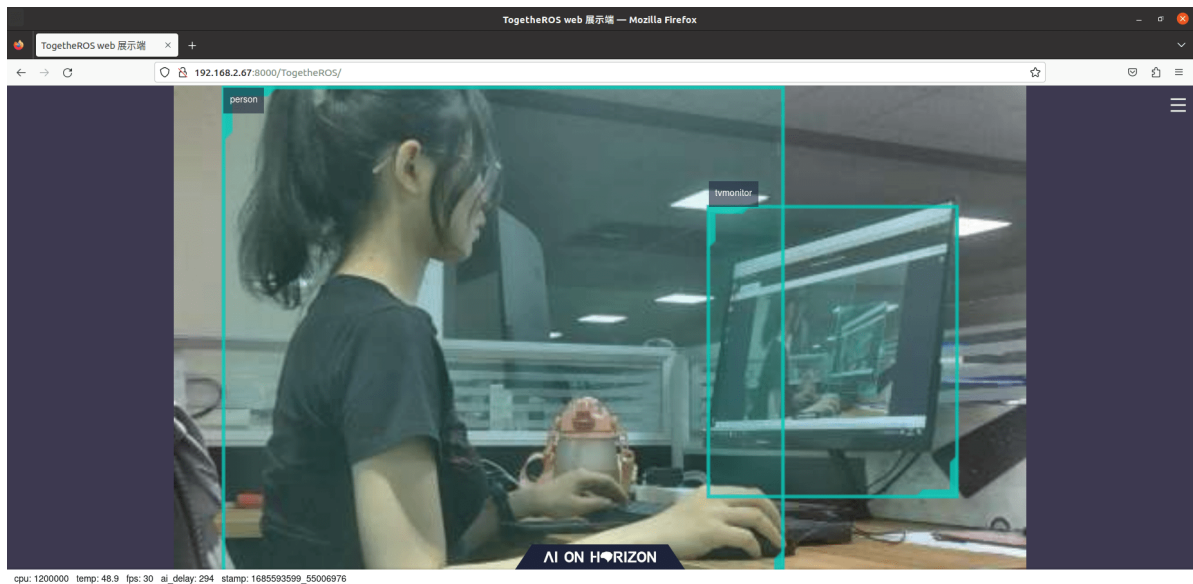 TogetheROS web 展示端 — Mozilla Firefox
TogetheROS web 展示端
192.168.2.67:8000/TogetheROS/
person
tvmonitor
AI ON HORIZON
cpu: 1200000 temp: 48.9 fps: 30 ai_delay: 294 stamp: 1685593599_55006976